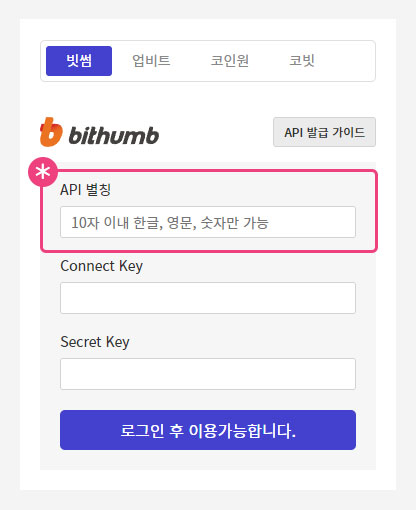 빗썸 업비트 코인원 코빗
bithumb API 발급 가이드
API 별칭
10자 이내 한글, 영문, 숫자만 가능
Connect Key
Secret Key
로그인 후 이용가능합니다.